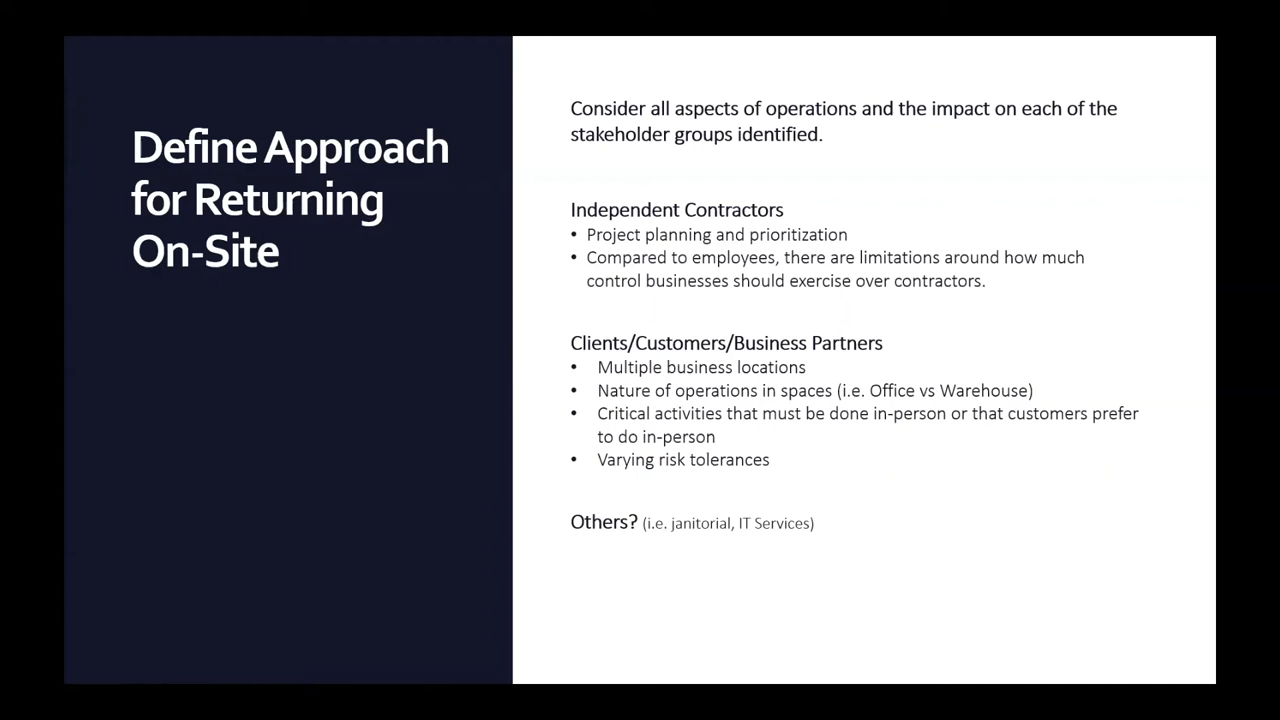 Define Approach
for Returning
On-Site
Consider all aspects of operations and the impact on each of the
stakeholder groups identified.
Independent Contractors
• Project planning and prioritization
• Compared to employees, there are limitations around how much
control businesses should exercise over contractors.
Clients/Customers/Business Partners
• Multiple business locations
• Nature of operations in spaces (i.e. Office vs Warehouse)
• Critical activities that must be done in-person or that customers prefer
to do in-person
• Varying risk tolerances
Others? (i.e. janitorial, IT Services)